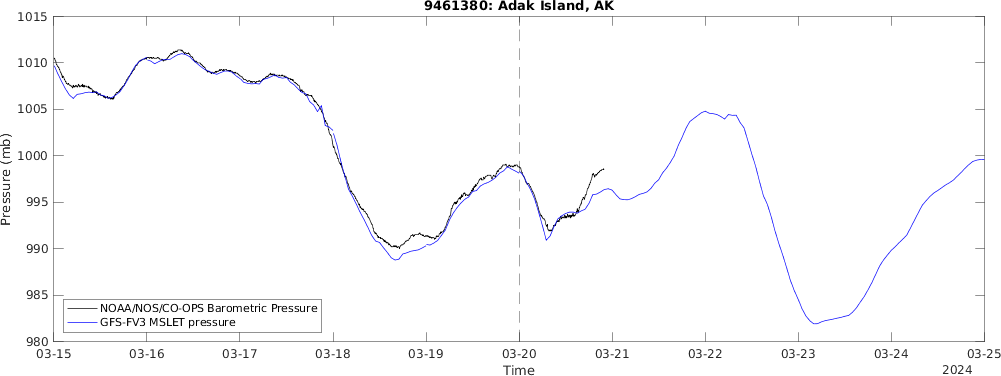 9461380: Adak Island, AK
1015
1010
1005
1000
995
990
985
980
Pressure (mb)
NOAA/NOS/CO-OPS Barometric Pressure
GFS-FV3 MSLET pressure
03-15 03-16 03-17 03-18 03-19 03-20 03-21 03-22 03-23 03-24 03-25
Time
2024